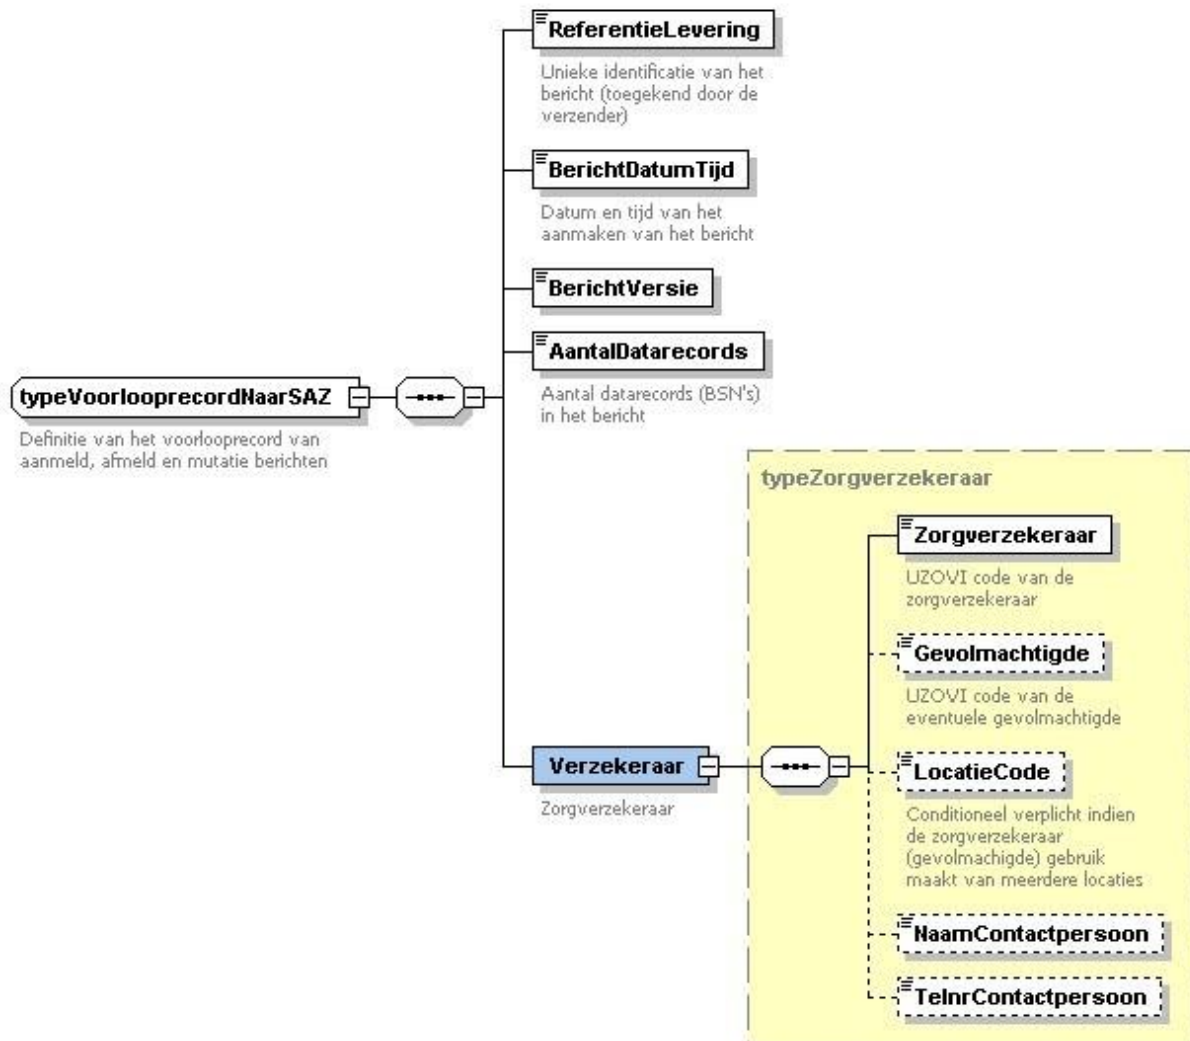 ReferentieLevering
Unieke identificatie van het
bericht (toegekend door de
verzender)
BerichtDatumTijd
Datum en tijd van het
aanmaken van het bericht
BerichtVersie
AantalDatarecords
Aantal datarecords (BSN's)
in het bericht
typeVoorlooprecordNaarSAZ
Definitie van het voorlooprecord van
aanmeld, afmeld en mutatie berichten
typeZorgverzekeraar
Zorgverzekeraar
UZOVI code van de
zorgverzekeraar
Gevolmachtigde
UZOVI code van de
eventuele gevolmachtigde
Verzekeraar
Zorgverzekeraar
LocatieCode
Conditioneel verplicht indien
de zorgverzekeraar
(gevolmachigde) gebruik
maakt van meerdere locaties
NaamContactpersoon
TelnrContactpersoon